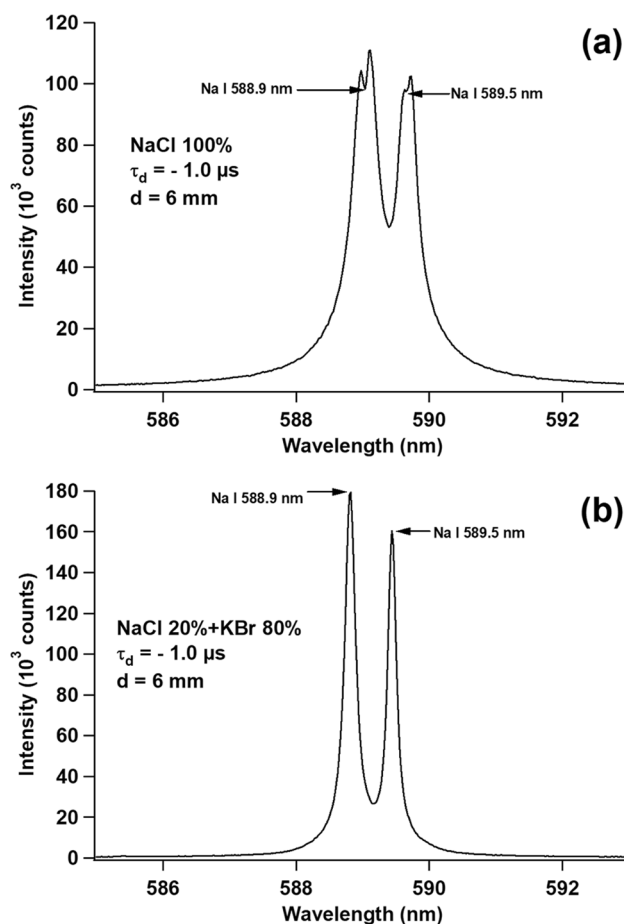 120
100
80
60
40
20
0
Intensity (10³ counts)
(a)
Na I 588.9 nm
Na I 589.5 nm
NaCl 100%
τd = - 1.0 µs
d = 6 mm
586 588 590 592
Wavelength (nm)
180
160
140
120
100
80
60
40
20
0
Intensity (10³ counts)
(b)
Na I 588.9 nm
Na I 589.5 nm
NaCl 20%+KBr 80%
τd = - 1.0 µs
d = 6 mm
586 588 590 592
Wavelength (nm)